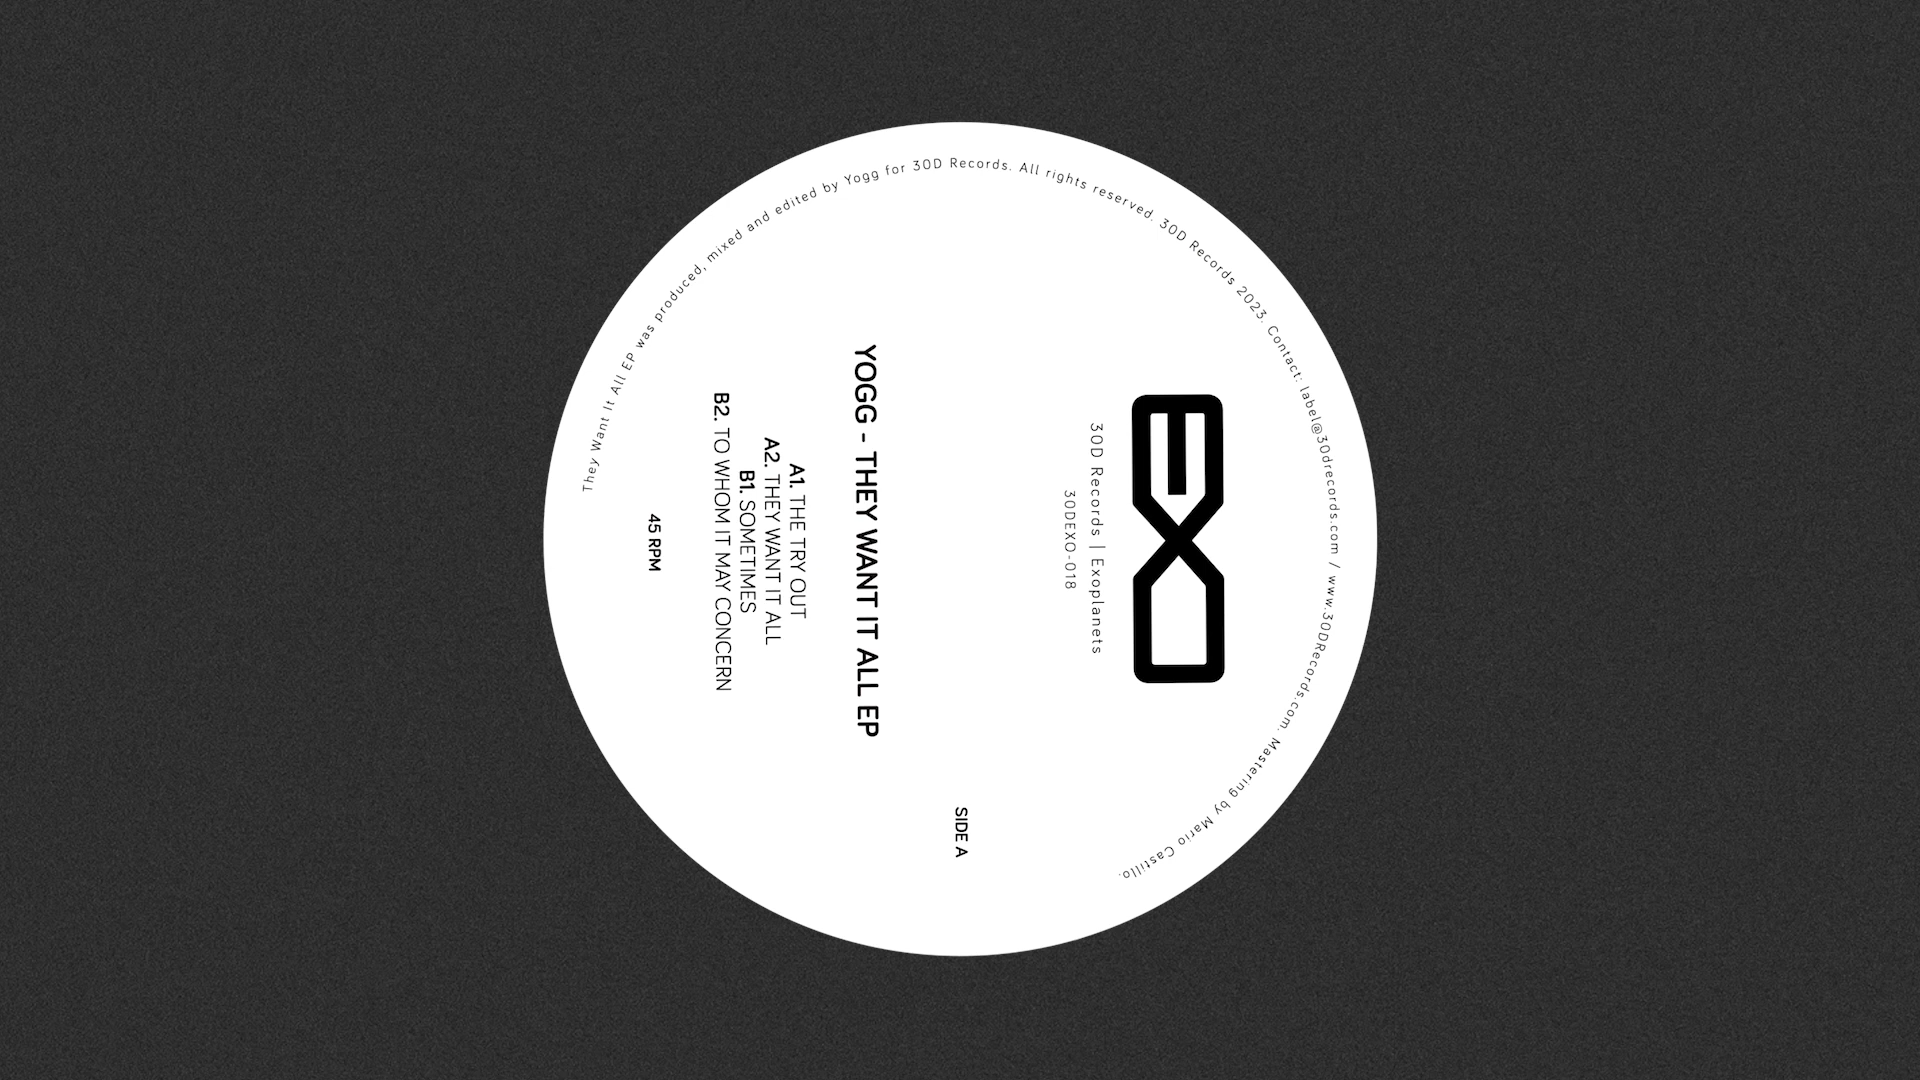 EXO
30D Records | Exoplanets
30DEXO-018
SIDE A
YOGG - THEY WANT IT ALL EP
A1. THE TRY OUT
A2. THEY WANT IT ALL
B1. SOMETIMES
B2. TO WHOM IT MAY CONCERN
45 RPM
They Want It All EP was produced, mixed and edited by Yogg for 30D Records. All rights reserved. 30D Records 2023. Contact: label@30drecords.com / www.30DRecords.com. Mastering by Mario Castillo.